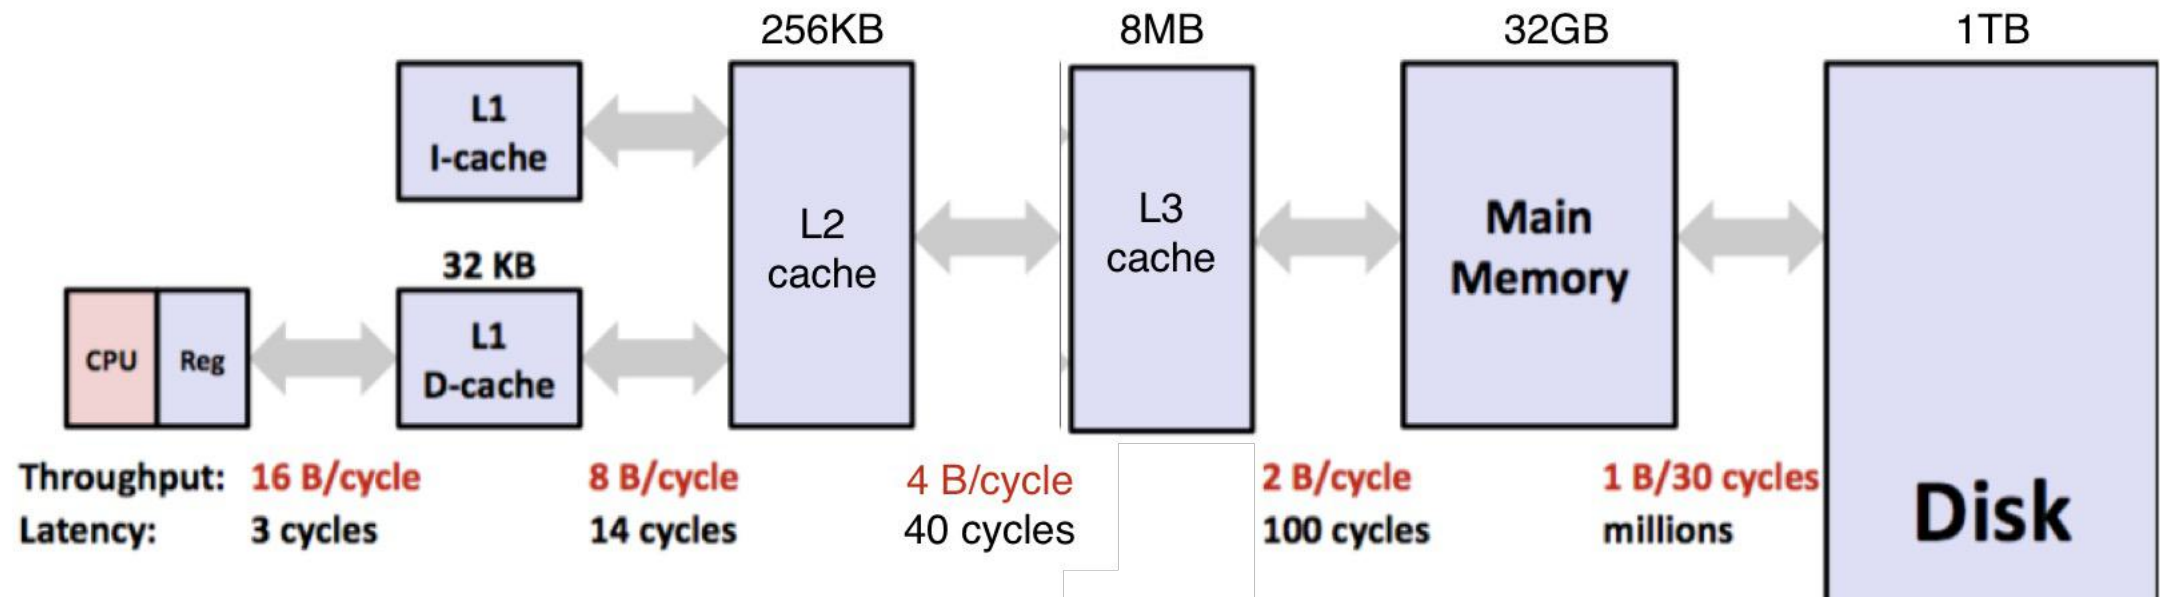 256KB
8MB
32GB
1TB
L1
I-cache
L2
cache
L3
cache
Main
Memory
32 KB
CPU
Reg
L1
D-cache
Throughput: 16 B/cycle 8 B/cycle 4 B/cycle 2 B/cycle 1 B/30 cycles
Latency: 3 cycles 14 cycles 40 cycles 100 cycles millions
Disk